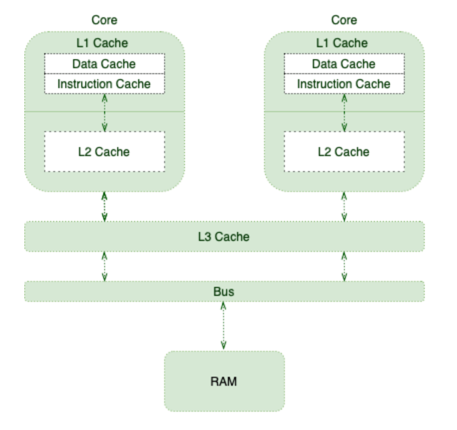 Core
Core
L1 Cache
L1 Cache
Data Cache
Data Cache
Instruction Cache
Instruction Cache
L2 Cache
L2 Cache
L3 Cache
Bus
RAM